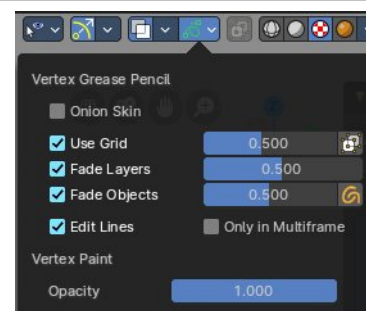 Vertex Grease Pencil
Onion Skin
Use Grid 0.500
Fade Layers 0.500
Fade Objects 0.500
Edit Lines Only in Multiframe
Vertex Paint
Opacity 1.000